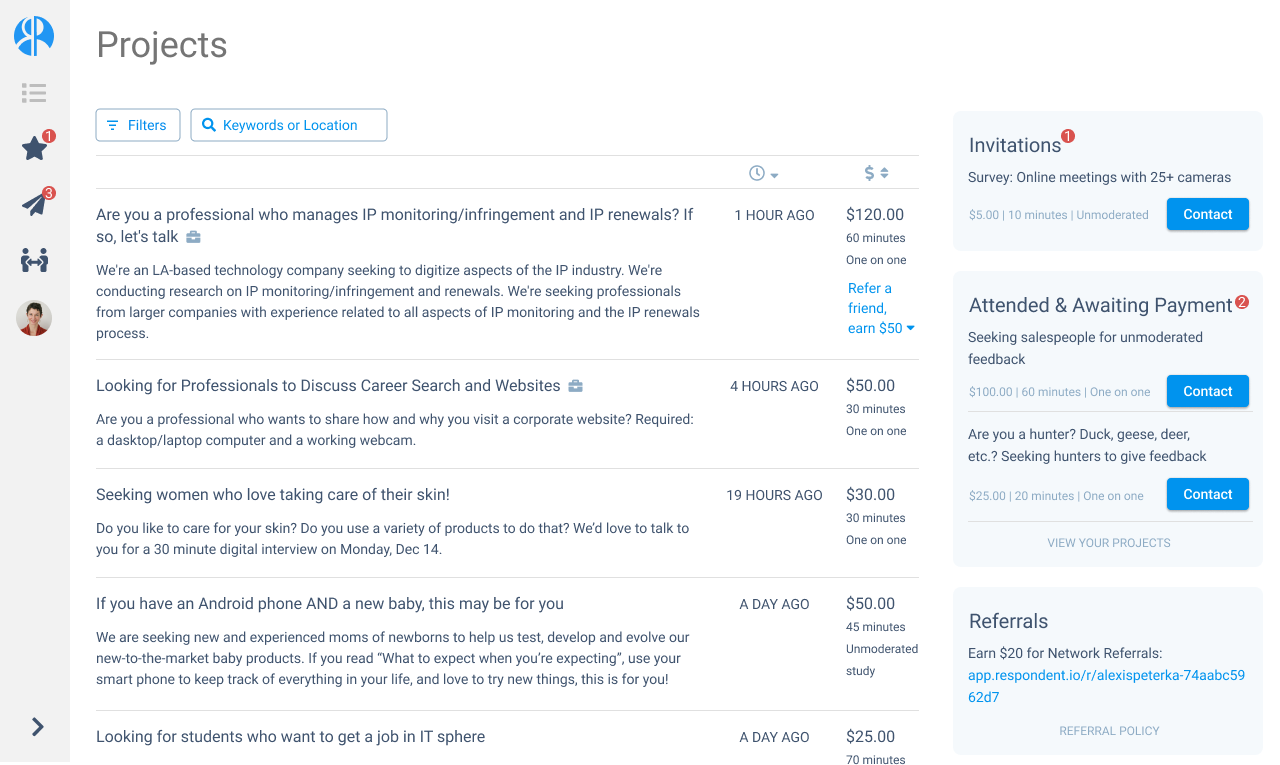 Projects
Filters
Keywords or Location
1
3
$
Are you a professional who manages IP monitoring/infringement and IP renewals? If
so, let's talk
1 HOUR AGO
$120.00
60 minutes
One on one
Refer a
friend,
earn $50
We're an LA-based technology company seeking to digitize aspects of the IP industry. We're
conducting research on IP monitoring/infringement and renewals. We're seeking professionals
from larger companies with experience related to all aspects of IP monitoring and the IP renewals
process.
Looking for Professionals to Discuss Career Search and Websites
4 HOURS AGO
$50.00
30 minutes
One on one
Are you a professional who wants to share how and why you visit a corporate website? Required:
a dasktop/laptop computer and a working webcam.
Seeking women who love taking care of their skin!
19 HOURS AGO
$30.00
30 minutes
One on one
Do you like to care for your skin? Do you use a variety of products to do that? We’d love to talk to
you for a 30 minute digital interview on Monday, Dec 14.
If you have an Android phone AND a new baby, this may be for you
A DAY AGO
$50.00
45 minutes
Unmoderated
study
We are seeking new and experienced moms of newborns to help us test, develop and evolve our
new-to-the-market baby products. If you read “What to expect when you’re expecting”, use your
smart phone to keep track of everything in your life, and love to try new things, this is for you!
Looking for students who want to get a job in IT sphere
A DAY AGO
$25.00
70 minutes
Invitations 1
Survey: Online meetings with 25+ cameras
$5.00 | 10 minutes | Unmoderated
Contact
Attended & Awaiting Payment 2
Seeking salespeople for unmoderated
feedback
$100.00 | 60 minutes | One on one
Contact
Are you a hunter? Duck, geese, deer,
etc.? Seeking hunters to give feedback
$25.00 | 20 minutes | One on one
Contact
VIEW YOUR PROJECTS
Referrals
Earn $20 for Network Referrals:
app.respondent.io/r/alexispeterka-74aabc59
62d7
REFERRAL POLICY